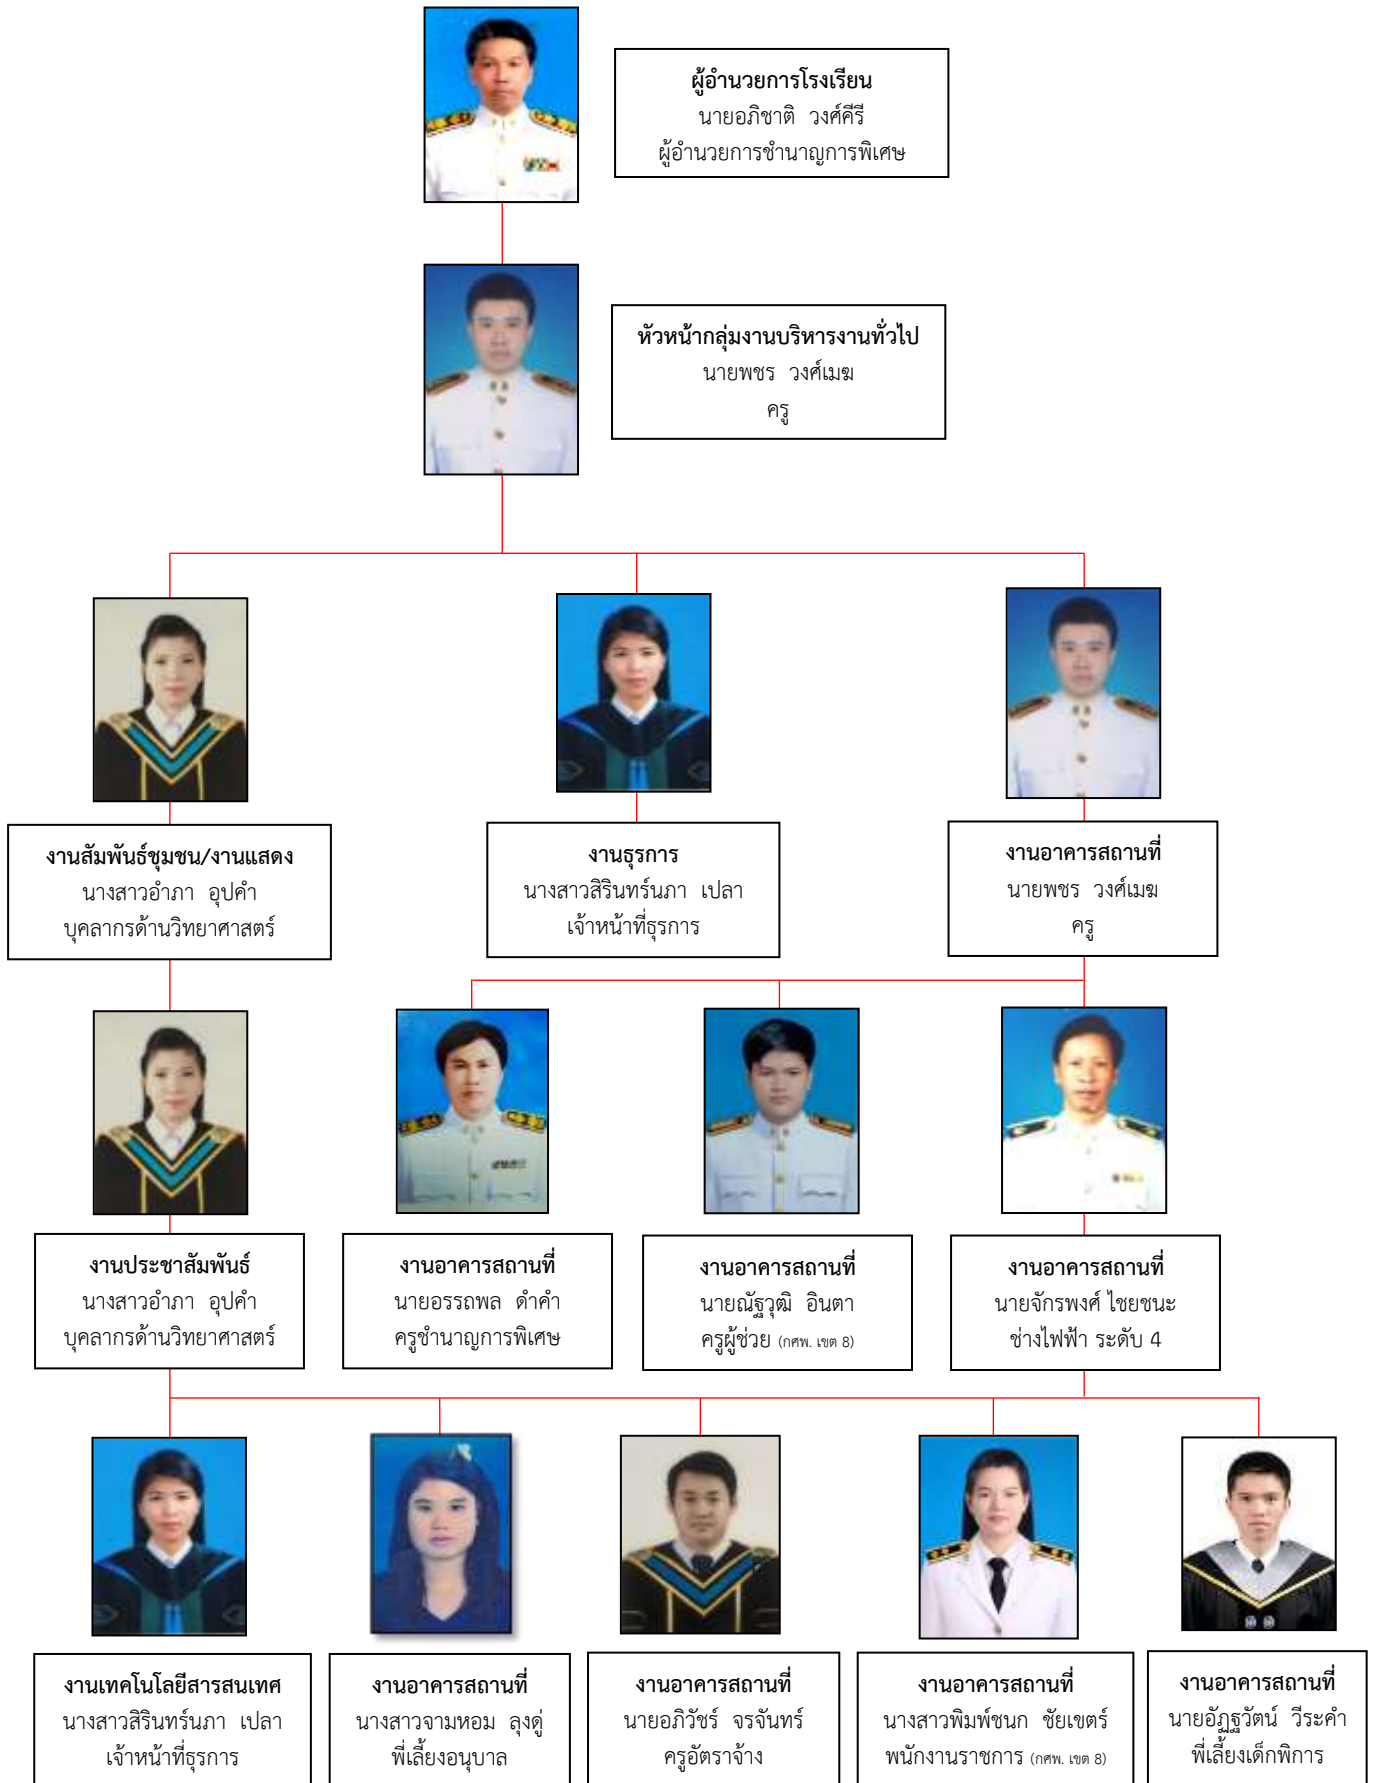 ผู้อำนวยการโรงเรียน
นายอภิชาติ วงศ์คีรี
ผู้อำนวยการชำนาญการพิเศษ
หัวหน้ากลุ่มงานบริหารงานทั่วไป
นายพชร วงศ์เมฆ
ครู
งานสัมพันธ์ชุมชน/งานแสดง
นางสาวอำภา อุปคำ
บุคลากรด้านวิทยาศาสตร์
งานธุรการ
นางสาวสิรินทร์นภา เปลา
เจ้าหน้าที่ธุรการ
งานอาคารสถานที่
นายพชร วงศ์เมฆ
ครู
งานประชาสัมพันธ์
นางสาวอำภา อุปคำ
บุคลากรด้านวิทยาศาสตร์
งานอาคารสถานที่
นายอรรถพล ดำคำ
ครูชำนาญการพิเศษ
งานอาคารสถานที่
นายณัฐวุฒิ อินตา
ครูผู้ช่วย (กศพ. เขต 8)
งานอาคารสถานที่
นายจักรพงศ์ ไชยชนะ
ช่างไฟฟ้า ระดับ 4
งานเทคโนโลยีสารสนเทศ
นางสาวสิรินทร์นภา เปลา
เจ้าหน้าที่ธุรการ
งานอาคารสถานที่
นางสาวจามหอม ลุงดู่
พี่เลี้ยงอนุบาล
งานอาคารสถานที่
นายอภิวัชร์ จรจันทร์
ครูอัตราจ้าง
งานอาคารสถานที่
นางสาวพิมพ์ชนก ชัยเขตร์
พนักงานราชการ (กศพ. เขต 8)
งานอาคารสถานที่
นายอัฏฐวัตน์ วีระคำ
พี่เลี้ยงเด็กพิการ